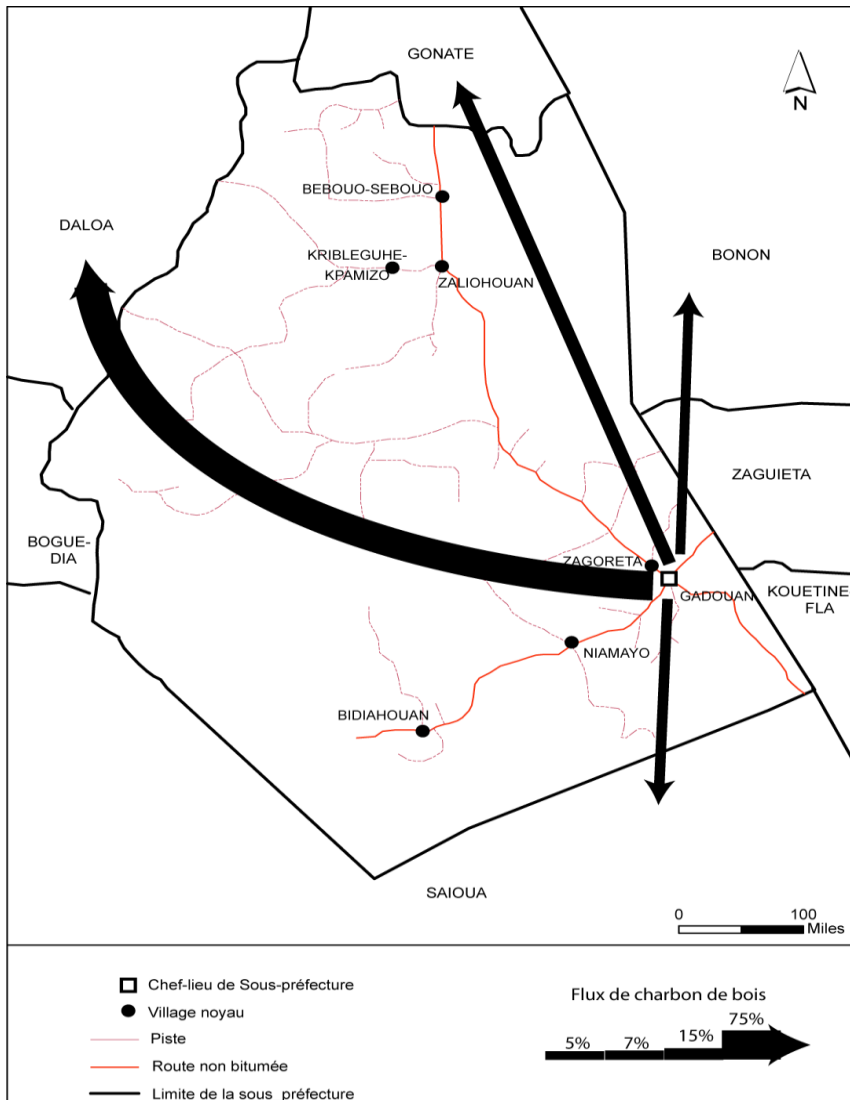 GONATE
N
BEBOUO-SEBOUO
DALOA
KRIBLEGUHE-
KPAMIZO
ZALIOHOUAN
BONON
ZAGUIETA
BOGUE-
DIA
ZAGORETA
GADOUAN
KOUETINE-
FLA
NIAMAYO
BIDIAHOUAN
SAIOUA
0 100
Miles
Chef-lieu de Sous-préfecture
Village noyau
Piste
Route non bitumée
Limite de la sous préfecture
Flux de charbon de bois
5% 7% 15% 75%